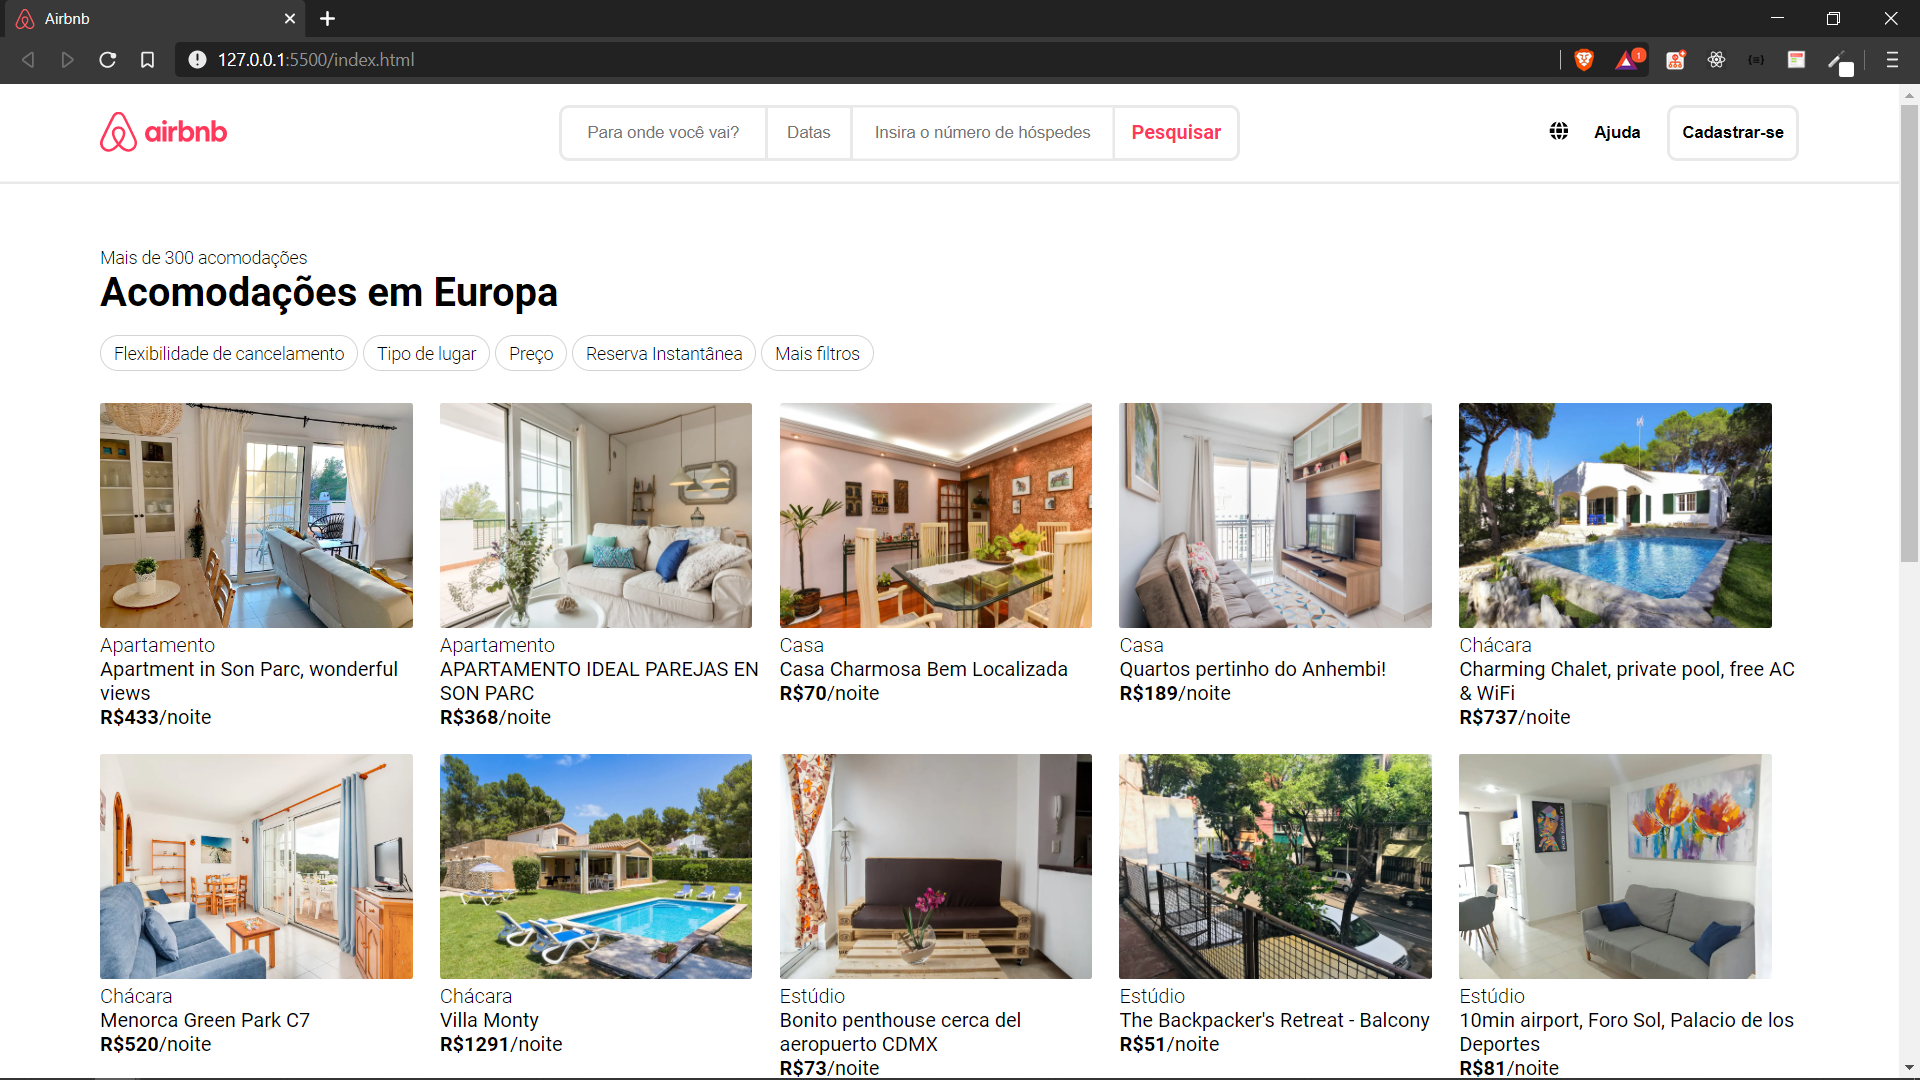 Airbnb
127.0.0.1:5500/index.html
1
airbnb
Para onde você vai?
Datas
Insira o número de hóspedes
Pesquisar
Ajuda
Cadastrar-se
Mais de 300 acomodações
Acomodações em Europa
Flexibilidade de cancelamento
Tipo de lugar
Preço
Reserva Instantânea
Mais filtros
Apartamento
Apartment in Son Parc, wonderful
views
R$433/noite
Apartamento
APARTAMENTO IDEAL PAREJAS EN
SON PARC
R$368/noite
Casa
Casa Charmosa Bem Localizada
R$70/noite
Casa
Quartos pertinho do Anhembi!
R$189/noite
Chácara
Charming Chalet, private pool, free AC
& WiFi
R$737/noite
Chácara
Menorca Green Park C7
R$520/noite
Chácara
Villa Monty
R$1291/noite
Estúdio
Bonito penthouse cerca del
aeropuerto CDMX
R$73/noite
Estúdio
The Backpacker's Retreat - Balcony
R$51/noite
Estúdio
10min airport, Foro Sol, Palacio de los
Deportes
R$81/noite